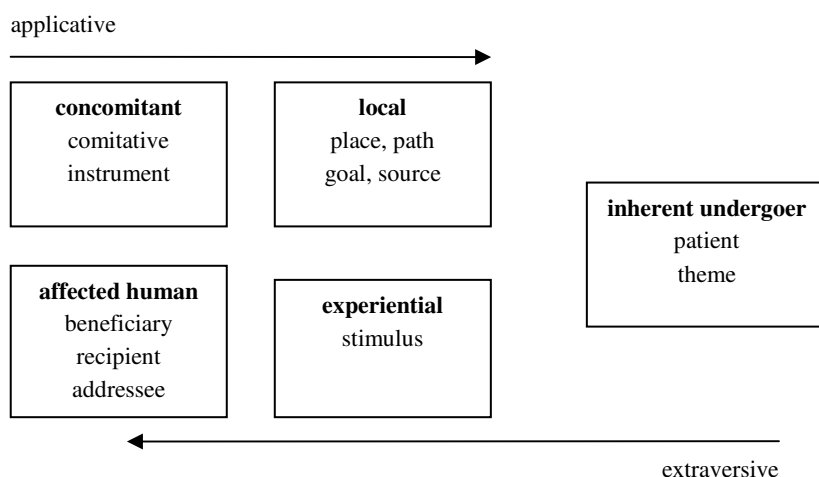 applicative
concomitant
comitative
instrument
local
place, path
goal, source
inherent undergoer
patient
theme
affected human
beneficiary
recipient
addressee
experiential
stimulus
extraversive